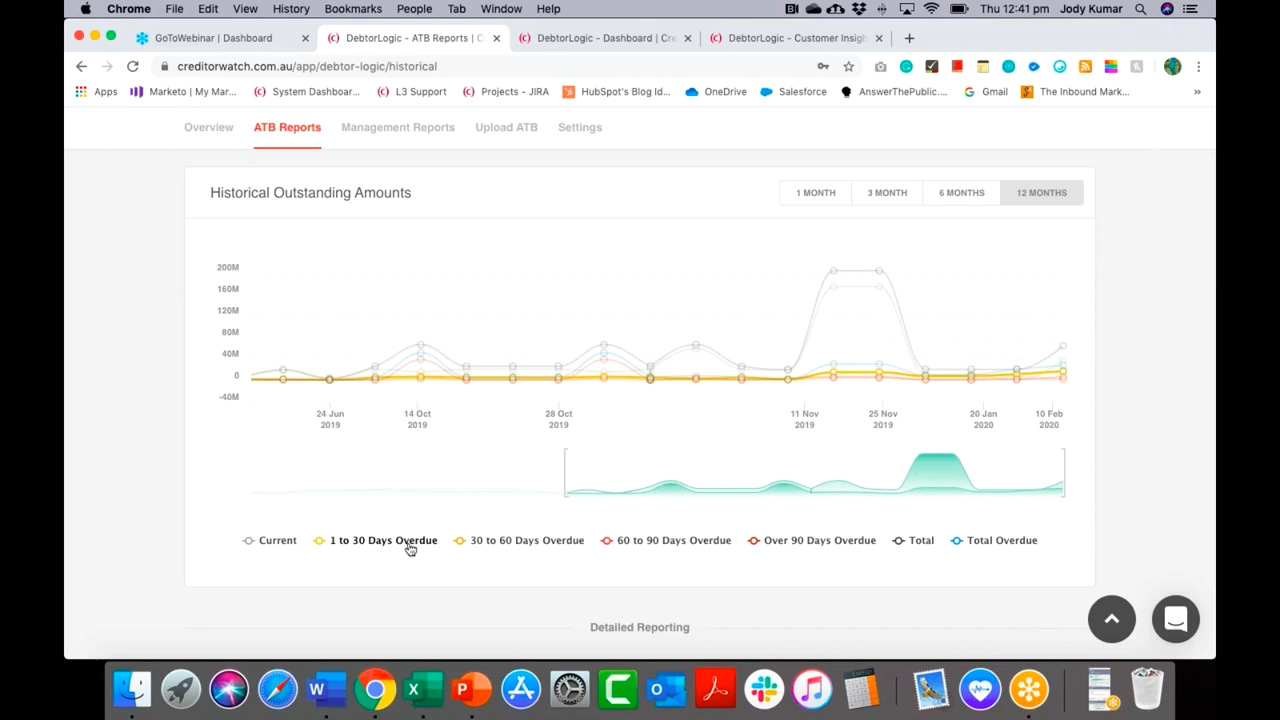 Chrome File Edit View History Bookmarks People Tab Window Help Thu 12:41 pm Jody Kumar
GoToWebinar | Dashboard DebtorLogic - ATB Reports | C DebtorLogic - Dashboard | Cre DebtorLogic - Customer Insigh
creditorwatch.com.au/app/debtor-logic/historical
Apps Marketo | My Mar... System Dashboar... L3 Support Projects - JIRA HubSpot's Blog Id... OneDrive Salesforce AnswerThePublic.... Gmail The Inbound Mark... »
Overview ATB Reports Management Reports Upload ATB Settings
Historical Outstanding Amounts 1 MONTH 3 MONTH 6 MONTHS 12 MONTHS
200M
160M
120M
80M
40M
0
-40M
24 Jun 14 Oct 28 Oct 11 Nov 25 Nov 20 Jan 10 Feb
2019 2019 2019 2019 2019 2020 2020
Current 1 to 30 Days Overdue 30 to 60 Days Overdue 60 to 90 Days Overdue Over 90 Days Overdue Total Total Overdue
Detailed Reporting